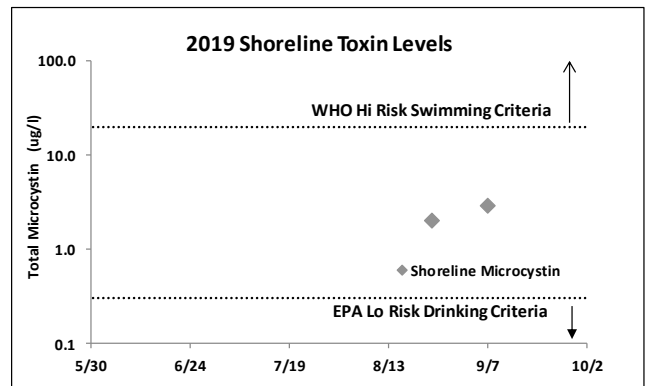 2019 Shoreline Toxin Levels
Total Microcystin (ug/l)
100.0
WHO Hi Risk Swimming Criteria
10.0
1.0
Shoreline Microcystin
EPA Lo Risk Drinking Criteria
0.1
5/30 6/24 7/19 8/13 9/7 10/2